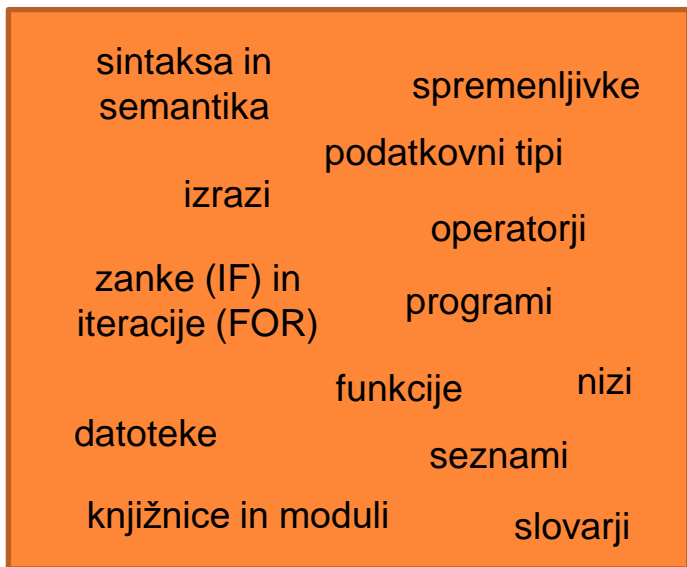 sintaksa in
semantika
spremenljivke
podatkovni tipi
izrazi
operatorji
zanke (IF) in
iteracije (FOR)
programi
funkcije
nizi
datoteke
seznami
knjižnice in moduli
slovarji